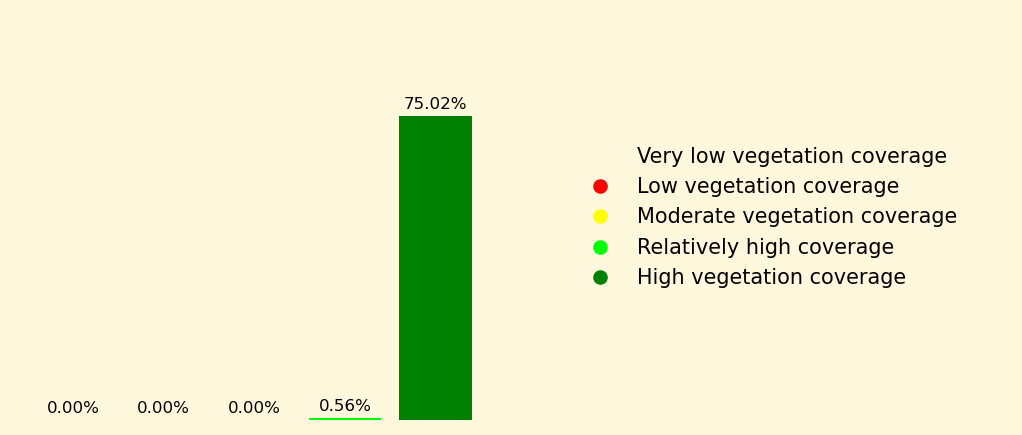 75.02%
0.00%
0.00%
0.00%
0.56%
Very low vegetation coverage
Low vegetation coverage
Moderate vegetation coverage
Relatively high coverage
High vegetation coverage